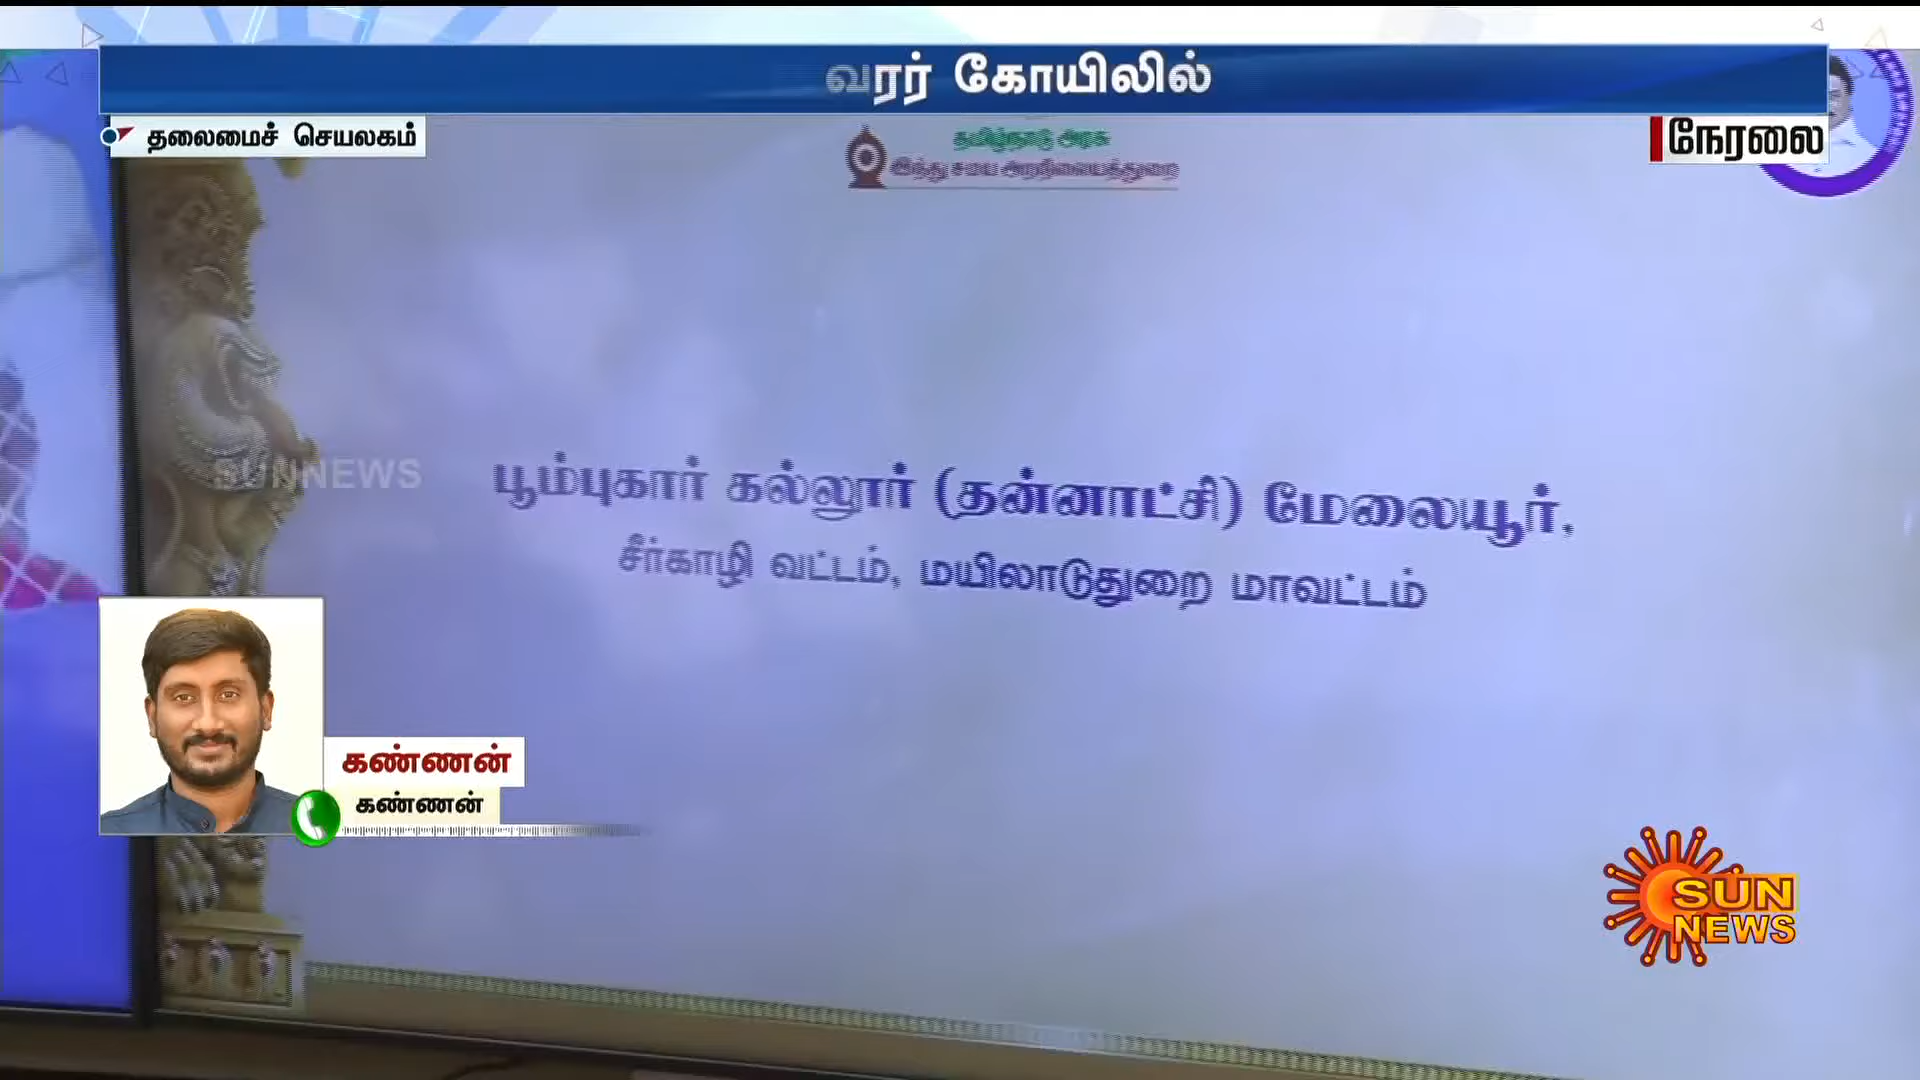 வரர் கோயிலில்
தலைமைச் செயலகம்
நேரலை
தமிழ்நாடு அரசு
இந்து சமய அறநிலையத்துறை
SUNNEWS
பூம்புகார் கல்லூரி (தன்னாட்சி) மேலையூர்,
சீர்காழி வட்டம், மயிலாடுதுறை மாவட்டம்
கண்ணன்
கண்ணன்
SUN
NEWS